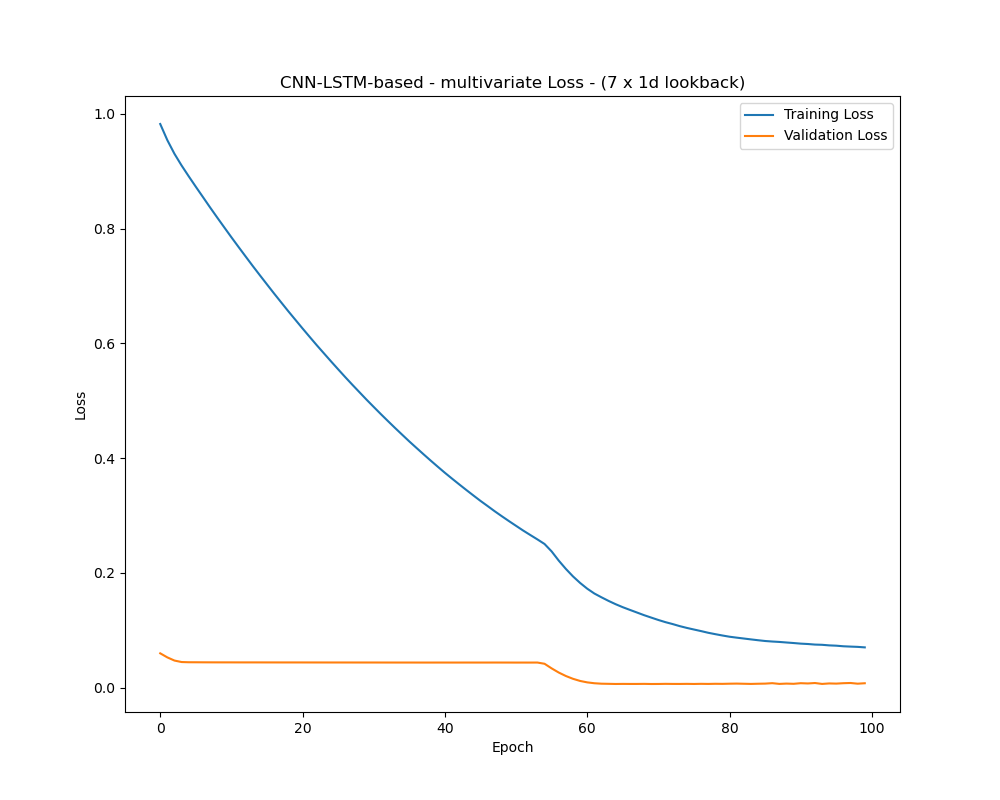 CNN-LSTM-based - multivariate Loss - (7 x 1d lookback)
Training Loss
Validation Loss
1.0
0.8
0.6
0.4
0.2
0.0
Loss
0 20 40 60 80 100
Epoch